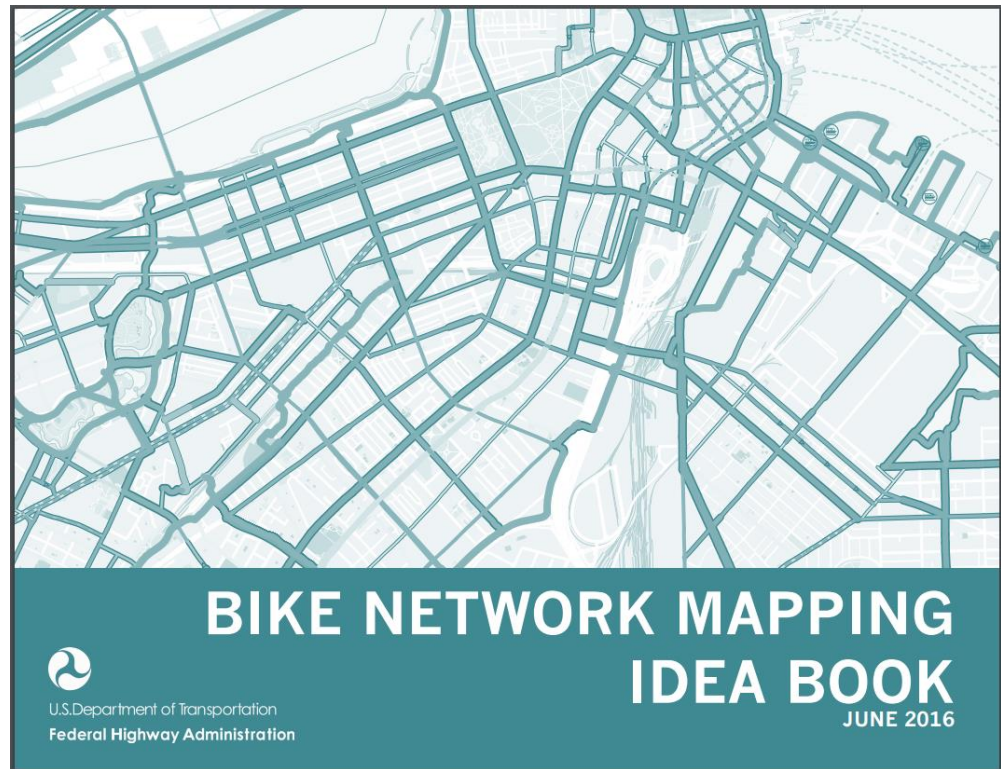 BIKE NETWORK MAPPING
IDEA BOOK
JUNE 2016
U.S.Department of Transportation
Federal Highway Administration